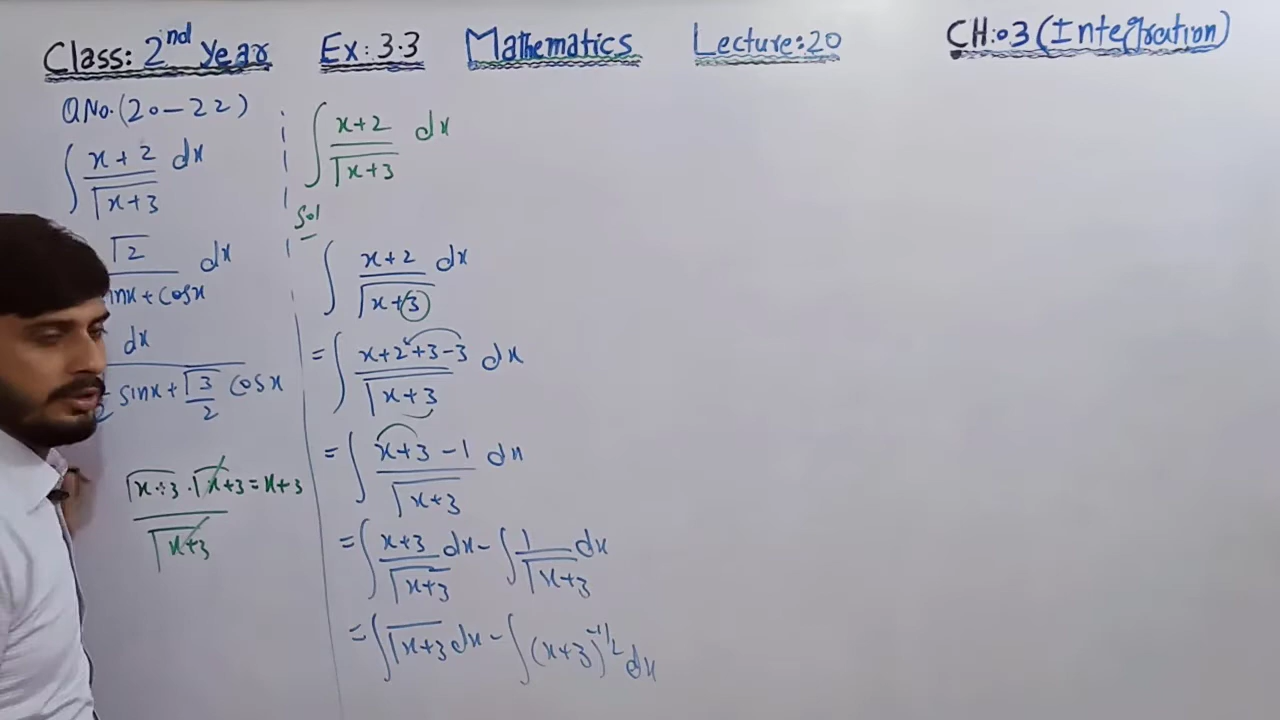 Class: 2nd Year Ex: 3.3 Mathematics Lecture: 20 CH: 03 (Integration)
Q No. (20-22)
∫ x+2 / √x+3 dx
√2 / inx + Cosx dx
dx / 2 sinx + √3/2 Cosx
√x+3 · √x+3 = x+3
√x+3
∫ x+2 / √x+3 dx
Sol
∫ x+2 / √x+3 dx
= ∫ x+2+3-3 / √x+3 dx
= ∫ x+3-1 / √x+3 dx
= ∫ x+3 / √x+3 dx - ∫ 1 / √x+3 dx
= ∫ √x+3 dx - ∫ (x+3)^-1/2 dx